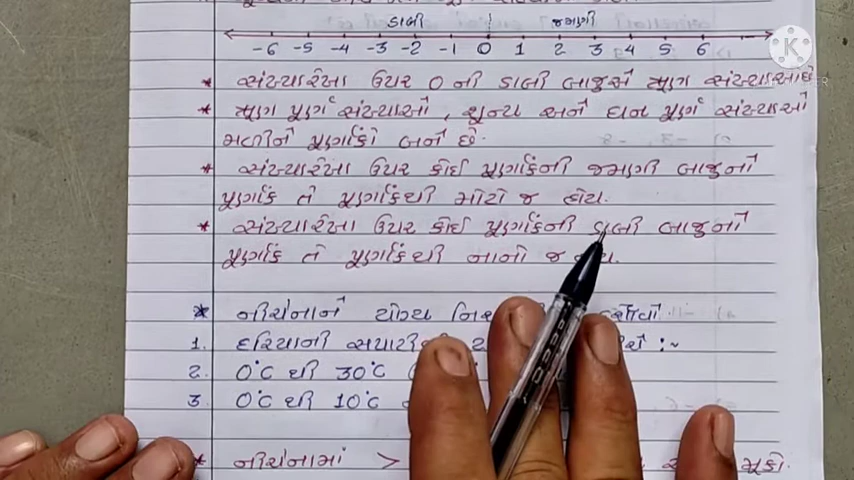 ડાબી જમણી
-6 -5 -4 -3 -2 -1 0 1 2 3 4 5 6
K
* સંખ્યારેખા ઉપર 0 ની ડાબી બાજુએ ઋણ સંખ્યાઓ છે
* ઋણ પૂર્ણ સંખ્યાઓ, શૂન્ય અને ધન પૂર્ણ સંખ્યાઓ
મળીને પૂર્ણાંકો બને છે.
* સંખ્યારેખા ઉપર કોઈ પૂર્ણાંકની જમણી બાજુનો
પૂર્ણાંક તે પૂર્ણાંકથી મોટો જ હોય.
* સંખ્યારેખા ઉપર કોઈ પૂર્ણાંકની ડાબી બાજુનો
પૂર્ણાંક તે પૂર્ણાંકથી નાનો જ
* નીચેનાને યોગ્ય
1. દરિયાની :~
2. 0°C થી 30°C
3. 0°C થી 10°C
* નીચેનામાં > મૂકો.